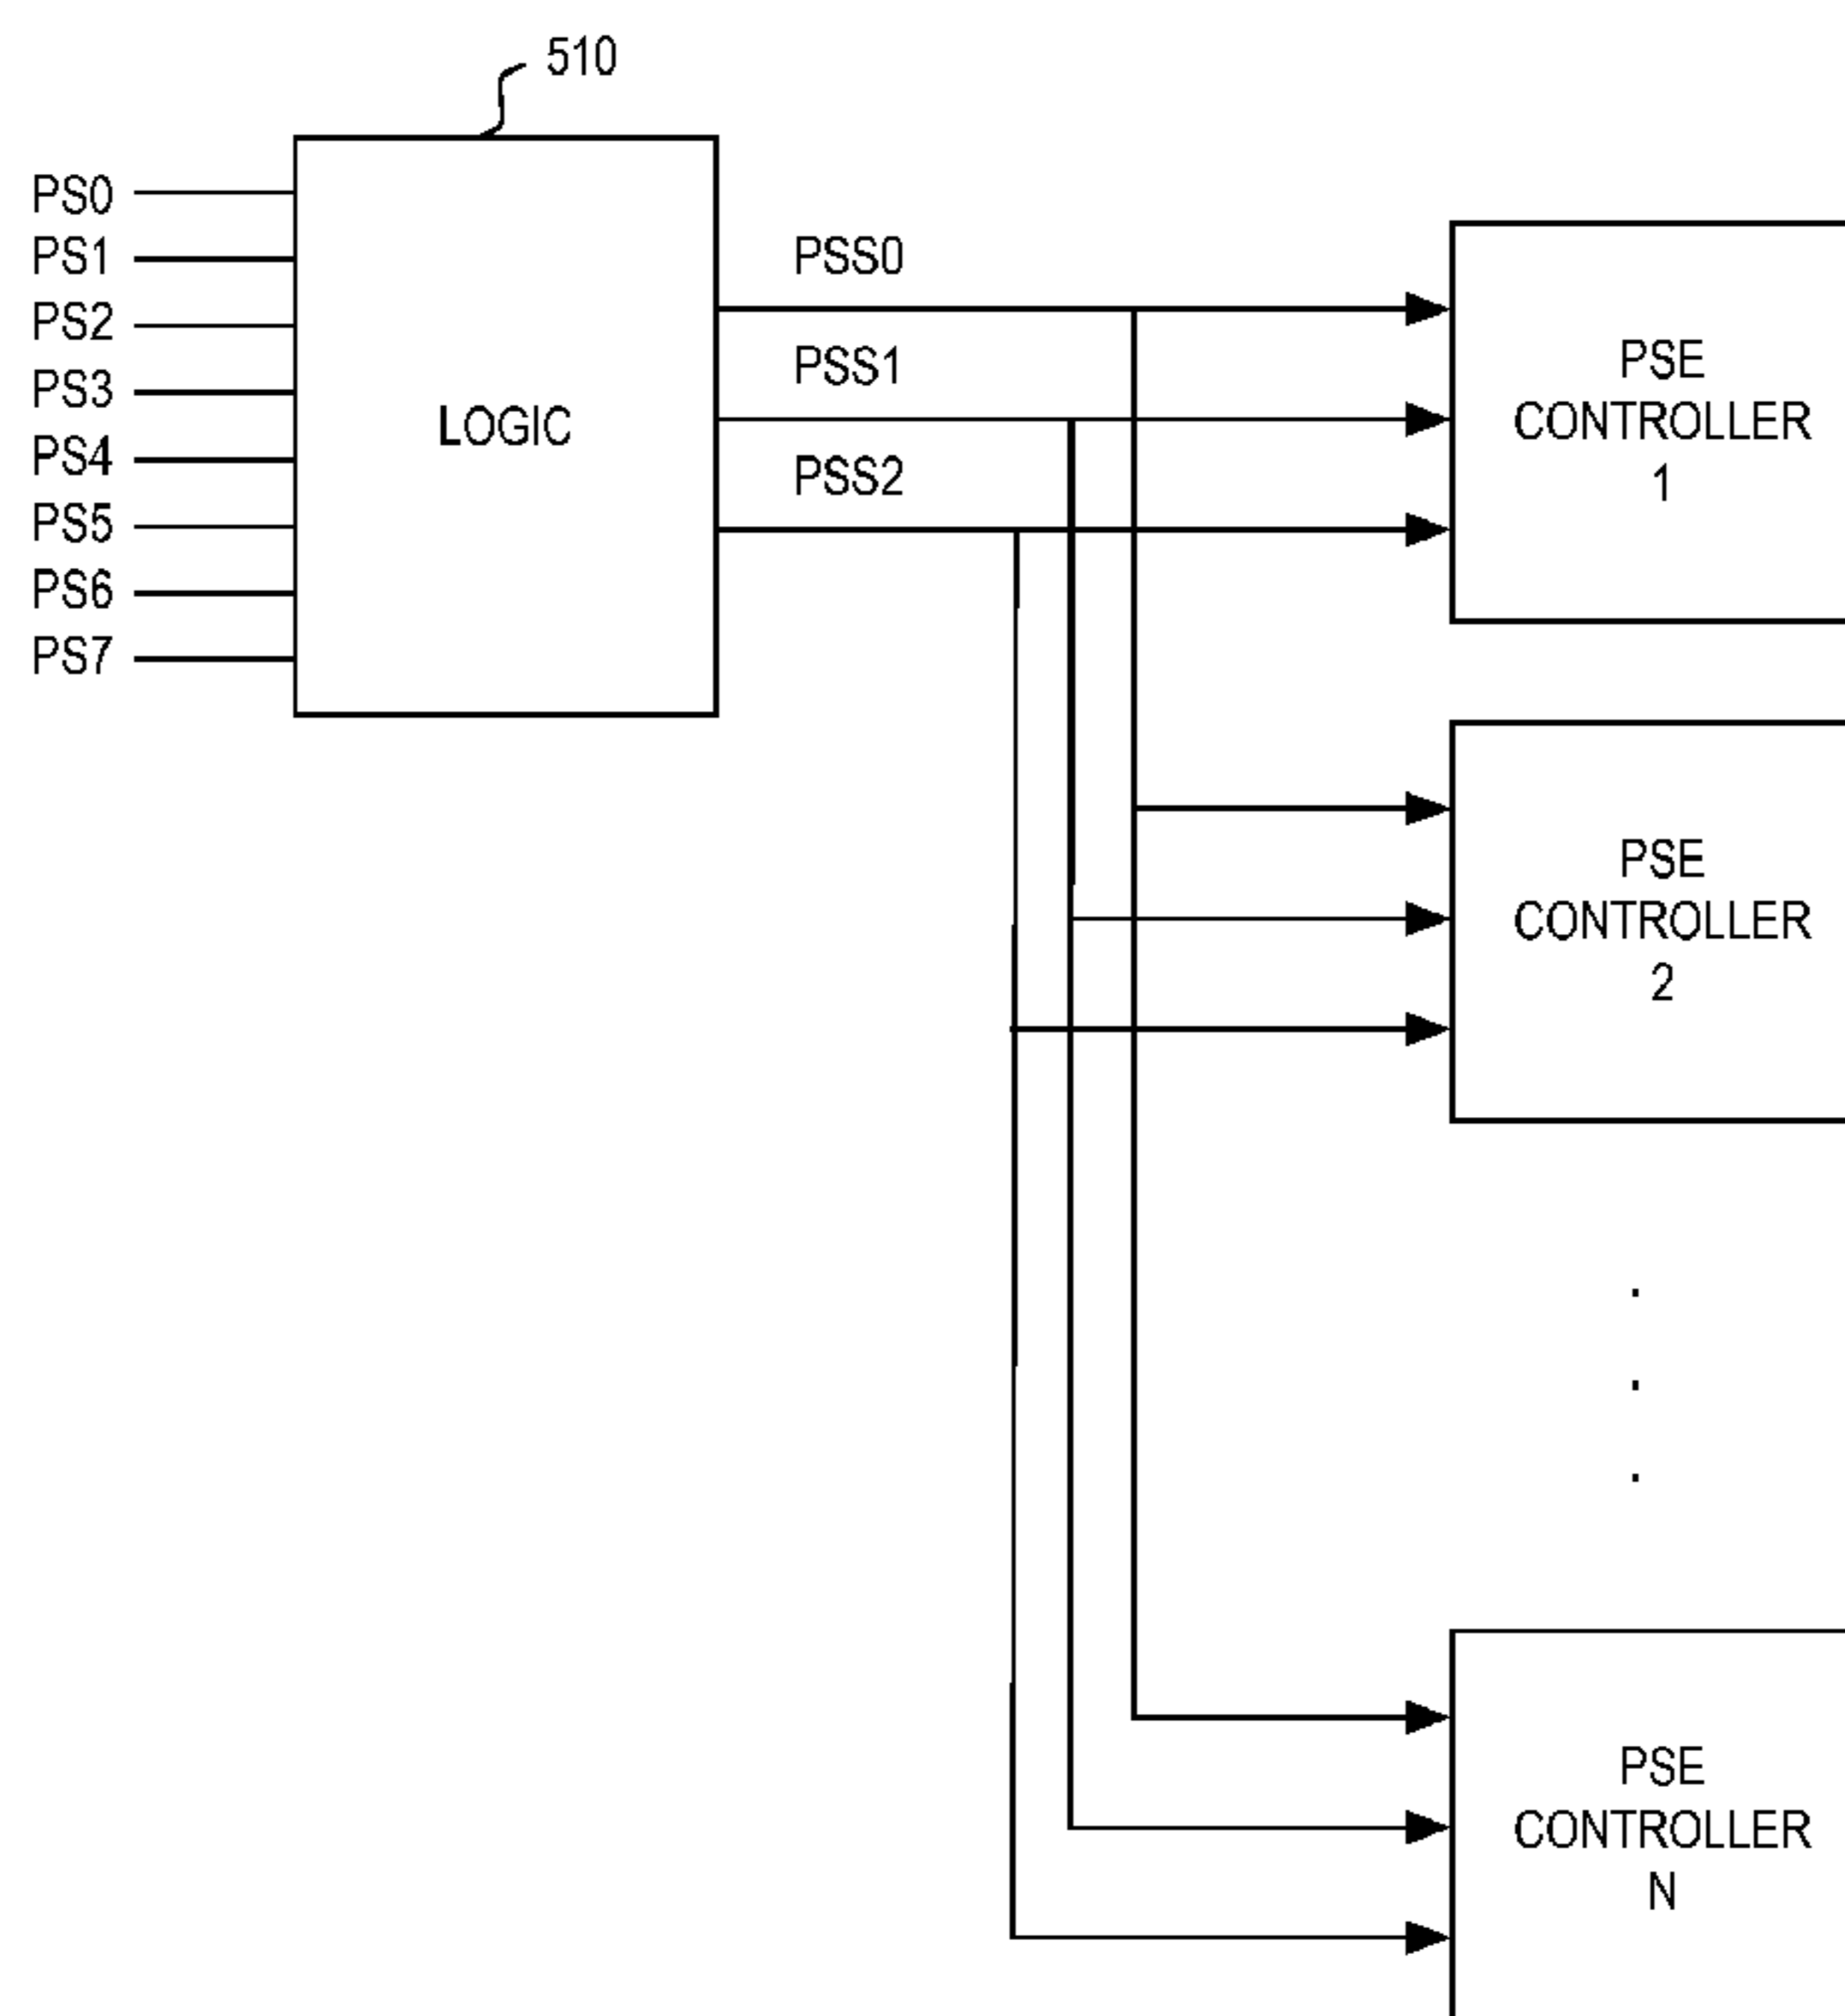 510
PS0
PS1
PS2
PS3
PS4
PS5
PS6
PS7
LOGIC
PSS0
PSS1
PSS2
PSE
CONTROLLER
1
PSE
CONTROLLER
2
PSE
CONTROLLER
N